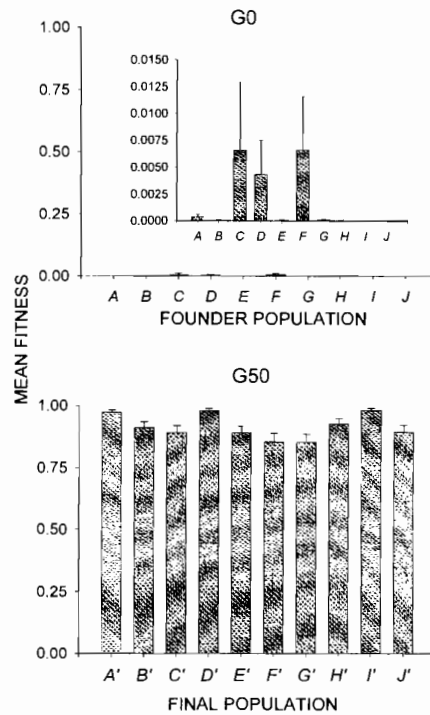 G0
1.00
0.75
0.50
0.25
0.00
0.0150
0.0125
0.0100
0.0075
0.0050
0.0025
0.0000
A B C D E F G H I J
A B C D E F G H I J
FOUNDER POPULATION
MEAN FITNESS
G50
1.00
0.75
0.50
0.25
0.00
A' B' C' D' E' F' G' H' I' J'
FINAL POPULATION